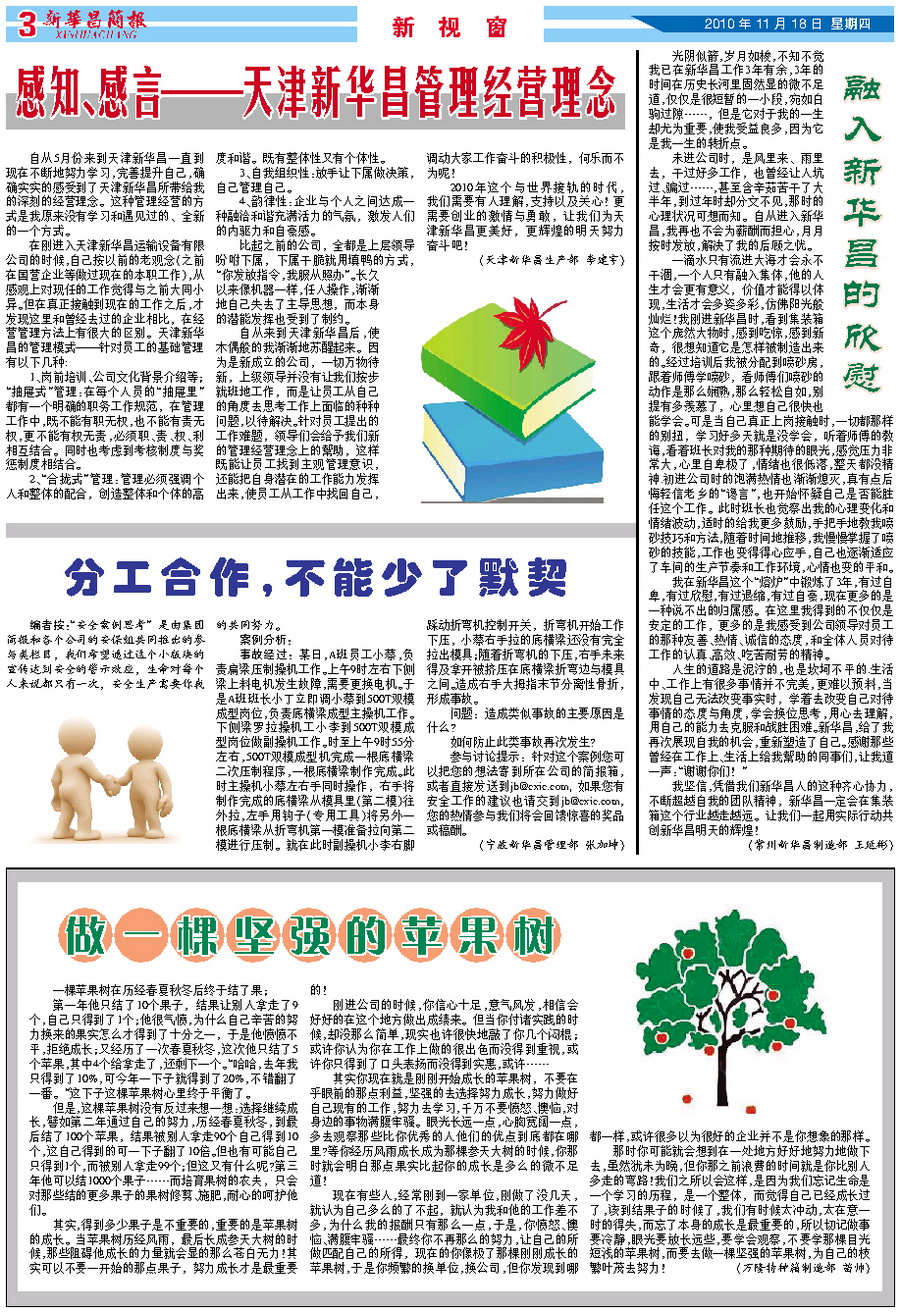 3 新華昌簡報
XINHUACHANG
新视窗
2010年11月18日 星期四
感知、感言——天津新华昌管理经营理念
自从5月份来到天津新华昌一直到
现在不断地努力学习,完善提升自己,确
确实实的感受到了天津新华昌所带给我
的深刻的经营理念。这种管理经营的方
式是我原来没有学习和遇见过的、全新
的一个方式。
在刚进入天津新华昌运输设备有限
公司的时候,自己按以前的老观念(之前
在国营企业等做过现在的本职工作),从
感观上对现任的工作觉得与之前大同小
异。但在真正接触到现在的工作之后,才
发现这里和曾经去过的企业相比,在经
营管理方法上有很大的区别。天津新华
昌的管理模式——针对员工的基础管理
有以下几种:
1、岗前培训、公司文化背景介绍等;
“抽屉式”管理:在每个人员的“抽屉里”
都有一个明确的职务工作规范,在管理
工作中,既不能有职无权,也不能有责无
权,更不能有权无责,必须职、责、权、利
相互结合。同时也考虑到考核制度与奖
惩制度相结合。
2、“合拢式”管理:管理必须强调个
人和整体的配合,创造整体和个体的高
度和谐。既有整体性又有个体性。
3、自我组织性:放手让下属做决策,
自己管理自己。
4、韵律性:企业与个人之间达成一
种融洽和谐充满活力的气氛,激发人们
的内驱力和自豪感。
比起之前的公司,全都是上层领导
吩咐下属,下属干脆就用填鸭的方式,
“你发放指令,我服从照办”。长久
以来像机器一样,任人操作,渐渐
地自己失去了主导思想,而本身
的潜能发挥也受到了制约。
自从来到天津新华昌后,使
木偶般的我渐渐地苏醒起来。因
为是新成立的公司,一切万物待
新,上级领导并没有让我们按步
就班地工作,而是让员工从自己
的角度去思考工作上面临的种种
问题,以待解决。针对员工提出的
工作难题,领导们会给予我们新
的管理经营理念上的帮助,这样
既能让员工找到主观管理意识,
还能把自身潜在的工作能力发挥
出来,使员工从工作中找回自己,
调动大家工作奋斗的积极性,何乐而不
为呢!
2010年这个与世界接轨的时代,
我们需要有人理解,支持以及关心!更
需要创业的激情与勇敢,让我们为天
津新华昌更美好,更辉煌的明天努力
奋斗吧!
(天津新华昌生产部 李建宇)
融入新华昌的欣慰
光阴似箭,岁月如梭,不知不觉
我已在新华昌工作3年有余,3年的
时间在历史长河里固然显的微不足
道,仅仅是很短暂的一小段,宛如白
驹过隙……,但是它对于我的一生
却尤为重要,使我受益良多,因为它
是我一生的转折点。
未进公司时,是风里来、雨里
去,干过好多工作,也曾经让人坑
过、骗过……,甚至含辛茹苦干了大
半年,到过年时却分文不见,那时的
心理状况可想而知。自从进入新华
昌,我再也不会为薪酬而担心,月月
按时发放,解决了我的后顾之忧。
一滴水只有流进大海才会永不
干涸,一个人只有融入集体,他的人
生才会更有意义,价值才能得以体
现,生活才会多姿多彩,仿佛阳光般
灿烂!我刚进新华昌时,看到集装箱
这个庞然大物时,感到吃惊,感到新
奇,很想知道它是怎样被制造出来
的。经过培训后我被分配到喷砂房,
跟着师傅学喷砂,看师傅们喷砂的
动作是那么娴熟,那么轻松自如,别
提有多羡慕了,心里想自己很快也
能学会。可是当自己真正上岗接触时,一切都那样
的别扭,学习好多天就是没学会,听着师傅的教
诲,看着班长对我的那种期待的眼光,感觉压力非
常大,心里自卑极了,情绪也很低落,整天都没精
神,初进公司时的饱满热情也渐渐熄灭,真有点后
悔轻信老乡的“谗言”,也开始怀疑自己是否能胜
任这个工作。此时班长也觉察出我的心理变化和
情绪波动,适时的给我更多鼓励,手把手地教我喷
砂技巧和方法,随着时间地推移,我慢慢掌握了喷
砂的技能,工作也变得得心应手,自己也逐渐适应
了车间的生产节奏和工作环境,心情也变的平和。
我在新华昌这个“熔炉”中锻炼了3年,有过自
卑,有过欣慰,有过退缩,有过自豪,现在更多的是
一种说不出的归属感。在这里我得到的不仅仅是
安定的工作,更多的是我感受到公司领导对员工
的那种友善、热情、诚信的态度,和全体人员对待
工作的认真、高效、吃苦耐劳的精神。
人生的道路是泥泞的,也是坎坷不平的,生活
中、工作上有很多事情并不完美,更难以预料,当
发现自己无法改变事实时,学着去改变自己对待
事情的态度与角度,学会换位思考,用心去理解,
用自己的能力去克服和战胜困难。新华昌,给了我
再次展现自我的机会,重新塑造了自己。感谢那些
曾经在工作上、生活上给我帮助的同事们,让我道
一声:“谢谢你们!”
我坚信,凭借我们新华昌人的这种齐心协力,
不断超越自我的团队精神,新华昌一定会在集装
箱这个行业越走越远。让我们一起用实际行动共
创新华昌明天的辉煌!
(常州新华昌制造部 王延彬)
分工合作,不能少了默契
编者按:“安全案例思考”是由集团
简报和各个公司的安保组共同推出的参
与类栏目,我们希望通过这个小版块的
宣传达到安全的警示效应,生命对每个
人来说都只有一次,安全生产需要你我
的共同努力。
案例分析:
事故经过:某日,A班员工小蔡,负
责扁梁压制操机工作。上午9时左右下侧
梁上料电机发生故障,需要更换电机。于
是A班班长小丁立即调小蔡到500T双模
成型岗位,负责底横梁成型主操机工作。
下侧梁罗拉操机工小李到500T双模成
型岗位做副操机工作。时至上午9时55分
左右,500T双模成型机完成一根底横梁
二次压制程序,一根底横梁制作完成。此
时主操机小蔡左右手同时操作,右手将
制作完成的底横梁从模具里(第二模)往
外拉,左手用钩子(专用工具)将另外一
根底横梁从折弯机第一模准备拉向第二
模进行压制。就在此时副操机小李右脚
踩动折弯机控制开关,折弯机开始工作
下压,小蔡右手拉的底横梁还没有完全
拉出模具;随着折弯机的下压,右手未来
得及拿开被挤压在底横梁折弯边与模具
之间。造成右手大拇指末节分离性骨折,
形成事故。
问题:造成类似事故的主要原因是
什么?
如何防止此类事故再次发生?
参与讨论提示:针对这个案例您可
以把您的想法寄到所在公司的简报箱,
或者直接发送到jb@cxic.com,如果您有
安全工作的建议也请交到jb@cxic.com,
您的热情参与我们将会回馈惊喜的奖品
或稿酬。
(宁波新华昌管理部 张加坤)
做一棵坚强的苹果树
一棵苹果树在历经春夏秋冬后终于结了果;
第一年他只结了10个果子,结果让别人拿走了9
个,自己只得到了1个;他很气愤,为什么自己辛苦的努
力换来的果实怎么才得到了十分之一,于是他愤愤不
平,拒绝成长;又经历了一次春夏秋冬,这次他只结了5
个苹果,其中4个给拿走了,还剩下一个。“哈哈,去年我
只得到了10%,可今年一下子就得到了20%,不错翻了
一番。”这下子这棵苹果树心里终于平衡了。
但是,这棵苹果树没有反过来想一想:选择继续成
长,譬如第二年通过自己的努力,历经春夏秋冬,到最
后结了100个苹果,结果被别人拿走90个自己得到10
个,这自己得到的可一下子翻了10倍。但也有可能自己
只得到1个,而被别人拿走99个;但这又有什么呢?第三
年他可以结1000个果子……而培育果树的农夫,只会
对那些结的更多果子的果树修剪、施肥,耐心的呵护他
们。
其实,得到多少果子是不重要的,重要的是苹果树
的成长。当苹果树历经风雨,最后长成参天大树的时
候,那些阻碍他成长的力量就会显的那么苍白无力!其
实可以不要一开始的那点果子,努力成长才是最重要
的!
刚进公司的时候,你信心十足,意气风发,相信会
好好的在这个地方做出成绩来。但当你付诸实践的时
候,却没那么简单,现实也许很快地敲了你几个闷棍;
或许你认为你在工作上做的很出色而没得到重视,或
许你只得到了口头表扬而没得到实惠,或许……
其实你现在就是刚刚开始成长的苹果树,不要在
乎眼前的那点利益,坚强的去选择努力成长,努力做好
自己现有的工作,努力去学习,千万不要愤怒、懊恼,对
身边的事物满腹牢骚。眼光长远一点,心胸宽阔一点,
多去观察那些比你优秀的人他们的优点到底都在哪
里?等你经历风雨成长成为那棵参天大树的时候,你那
时就会明白那点果实比起你的成长是多么的微不足
道!
现在有些人,经常刚到一家单位,刚做了没几天,
就认为自己多么的了不起,就认为我和他的工作差不
多,为什么我的报酬只有那么一点,于是,你愤怒、懊
恼、满腹牢骚……最终你不再那么的努力,让自己的所
做匹配自己的所得,现在的你像极了那棵刚刚成长的
苹果树,于是你频繁的换单位,换公司,但你发现到哪
都一样,或许很多以为很好的企业并不是你想象的那样。
那时你可能就会想到在一处地方好好地努力地做下
去,虽然犹未为晚,但你那之前浪费的时间就是你比别人
多走的弯路!我们之所以会这样,是因为我们忘记生命是
一个学习的历程,是一个整体,而觉得自己已经成长过
了,该到结果子的时候了,我们有时候太冲动,太在意一
时的得失,而忘了本身的成长是最重要的,所以切记做事
要冷静,眼光要放长远些,要学会观察,不要学那棵目光
短浅的苹果树,而要去做一棵坚强的苹果树,为自己的枝
繁叶茂去努力!
(万隆特种箱制造部 苗帅)